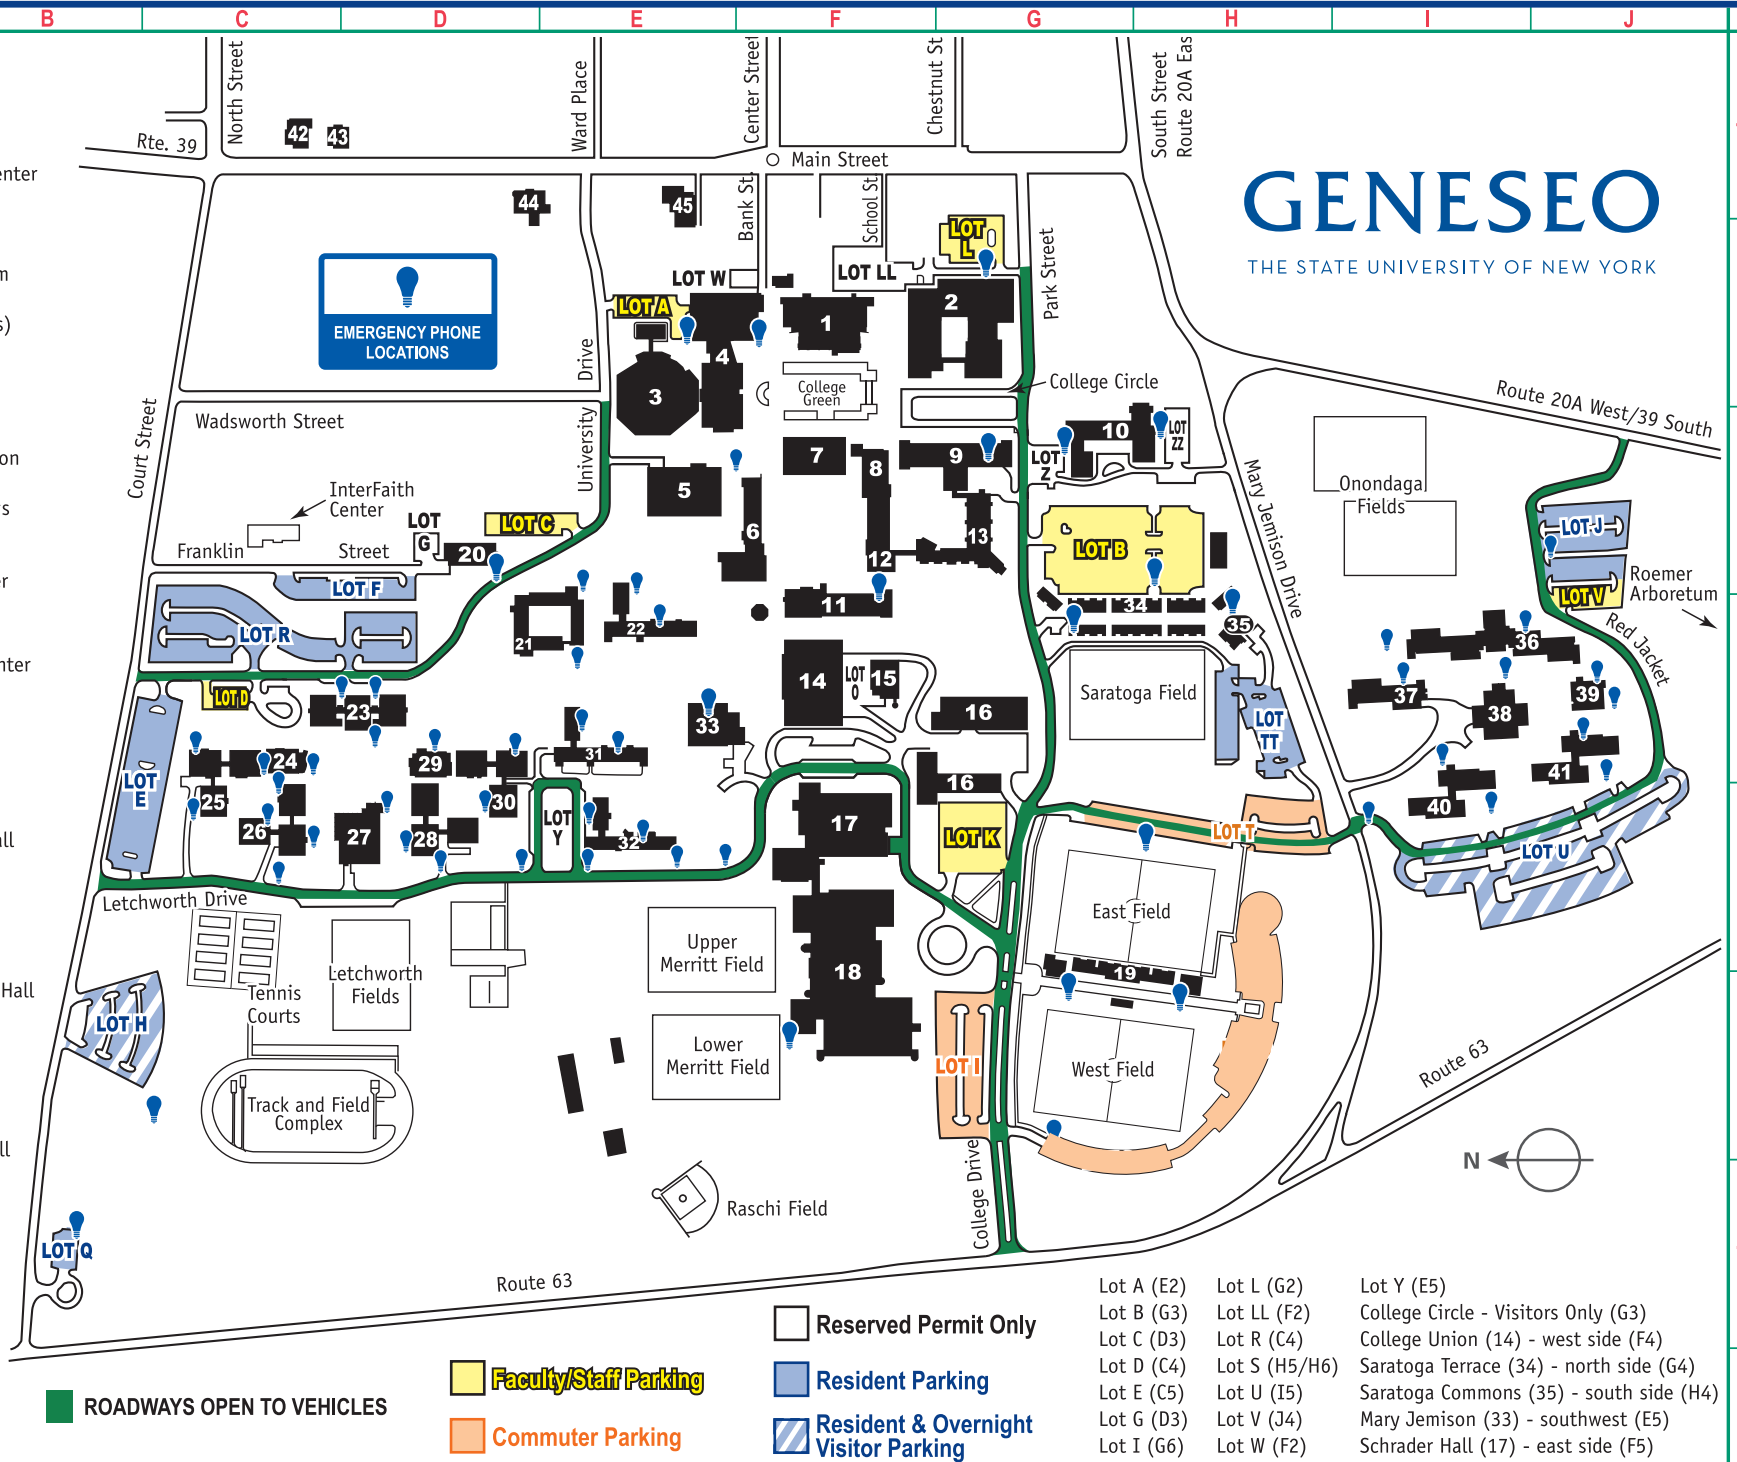 B C D E F G H I J
North Street
Ward Place
Center Street
Chestnut St
South Street
Route 20A Eas
42
43
Rte. 39
Main Street
enter
44
45
Bank St.
School St.
LOT L
Park Street
GENESEO
THE STATE UNIVERSITY OF NEW YORK
m
LOT W
LOT LL
LOT A
EMERGENCY PHONE
LOCATIONS
s)
1
2
4
3
Drive
College
Green
College Circle
Route 20A West/39 South
Court Street
Wadsworth Street
University
on
10
LOT
ZZ
7
8
9
LOT
Z
Mary Jemison Drive
Onondaga
Fields
InterFaith
Center
5
s
LOT
G
LOT C
6
13
LOT J
Franklin Street
20
12
LOT B
er
LOT F
Roemer
Arboretum
LOT V
11
34
35
LOT R
21
22
36
Red Jacket
nter
14
LOT
O
15
Saratoga Field
37
39
38
LOT D
23
33
16
LOT
TT
24
29
31
LOT
E
25
30
16
41
40
26
27
28
LOT
Y
32
17
LOT K
LOT T
LOT U
all
Letchworth Drive
East Field
Upper
Merritt Field
Letchworth
Fields
18
19
Tennis
Courts
Hall
LOT H
Lower
Merritt Field
LOT I
West Field
Route 63
Track and Field
Complex
ll
N
College Drive
Raschi Field
LOT Q
Route 63
ROADWAYS OPEN TO VEHICLES
Faculty/Staff Parking
Commuter Parking
Reserved Permit Only
Resident Parking
Resident & Overnight
Visitor Parking
Lot A (E2)
Lot B (G3)
Lot C (D3)
Lot D (C4)
Lot E (C5)
Lot G (D3)
Lot I (G6)
Lot L (G2)
Lot LL (F2)
Lot R (C4)
Lot S (H5/H6)
Lot U (I5)
Lot V (J4)
Lot W (F2)
Lot Y (E5)
College Circle - Visitors Only (G3)
College Union (14) - west side (F4)
Saratoga Terrace (34) - north side (G4)
Saratoga Commons (35) - south side (H4)
Mary Jemison (33) - southwest (E5)
Schrader Hall (17) - east side (F5)